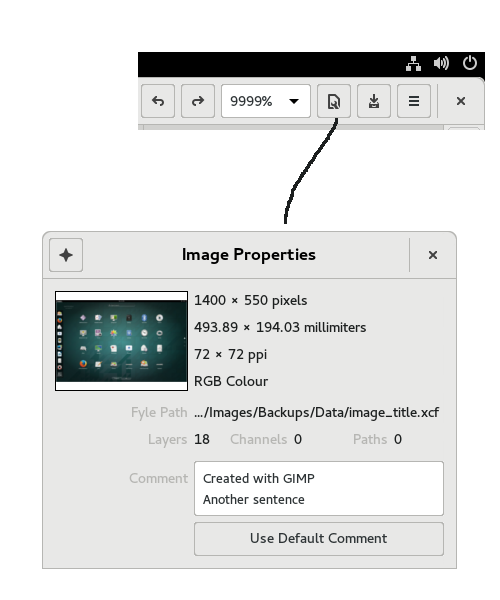 9999%
Image Properties
1400 × 550 pixels
493.89 × 194.03 millimiters
72 × 72 ppi
RGB Colour
Fyle Path .../Images/Backups/Data/image_title.xcf
Layers 18 Channels 0 Paths 0
Comment Created with GIMP
Another sentence
Use Default Comment